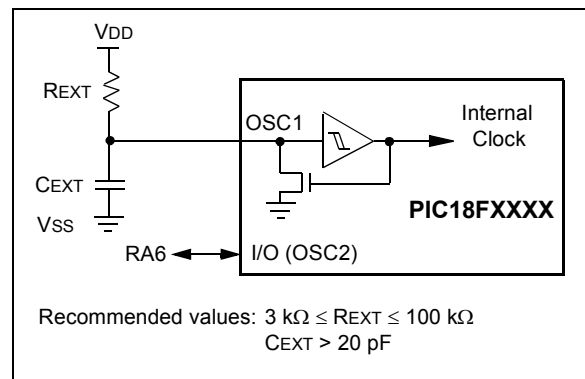 VDD
REXT
OSC1
Internal
Clock
CEXT
PIC18FXXXX
VSS
RA6
I/O (OSC2)
Recommended values: 3 kΩ ≤ REXT ≤ 100 kΩ
CEXT > 20 pF